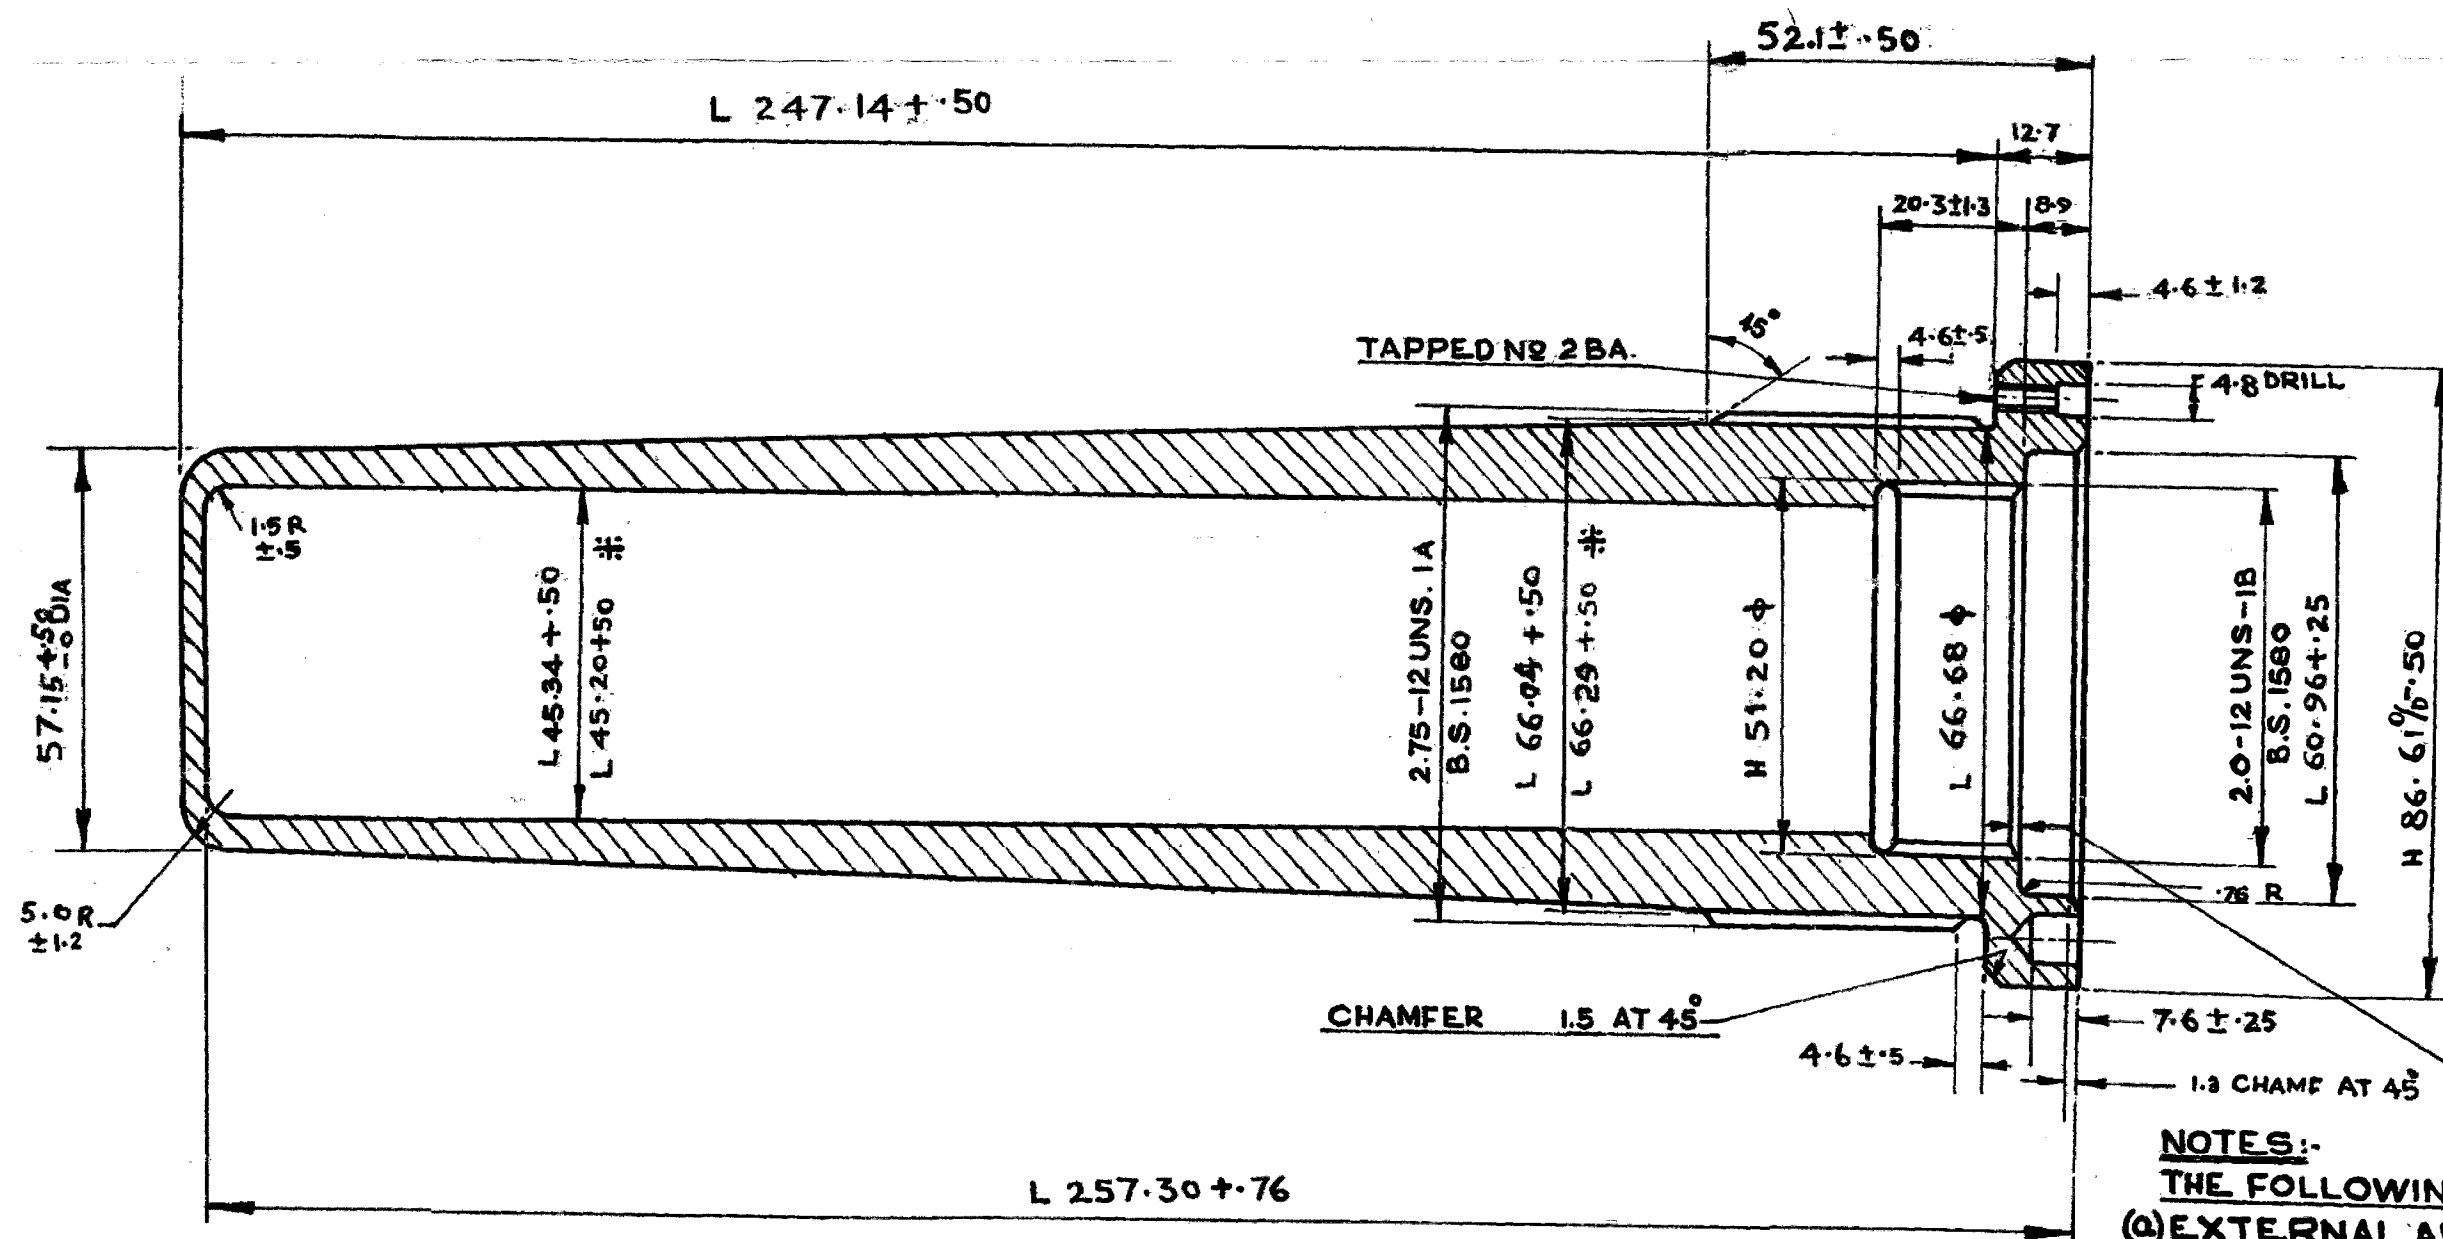 52.1± .50
L 247.14 + .50
12.7
20.3±1.3
8.9
4.6 ± 1.2
45°
4.6±.5
TAPPED Nº 2 BA.
4.8 DRILL
1.5 R
±.5
57.15+.50
-0 DIA
L 45.34 + .50
L 45.20+50
2.75-12 UNS. 1A
B.S. 1580
L 66.04 + .50
L 66.29 + .50
H 51.20 ϕ
L 66.68 ϕ
2.0-12 UNS-1B
B.S. 1580
L 60.96 + .25
H 86.61 O/D -.50
.76 R
5.0 R
±1.2
CHAMFER 1.5 AT 45°
7.6 ± .25
4.6 ± .5
CHAMF AT 45°
L 257.30 + .76
NOTES:-
THE FOLLOWIN
(a) EXTERNAL